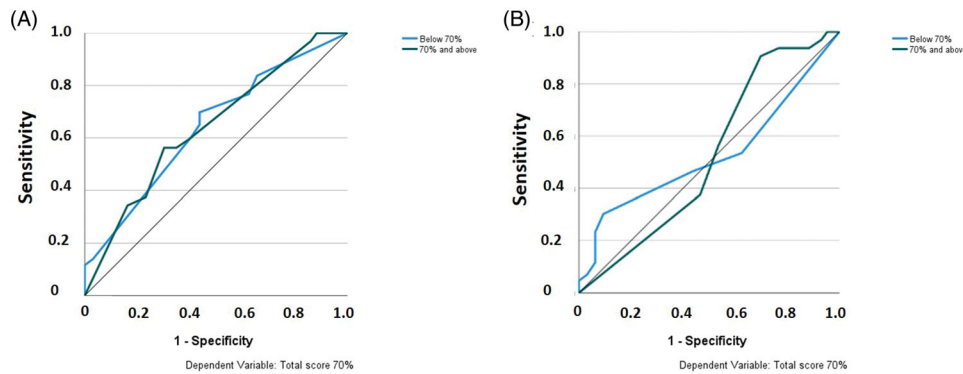 (A)
1.0
0.8
0.6
0.4
0.2
0
Sensitivity
0 0.2 0.4 0.6 0.8 1.0
1 - Specificity
Dependent Variable: Total score 70%
Below 70%
70% and above
(B)
1.0
0.8
0.6
0.4
0.2
0
Sensitivity
0 0.2 0.4 0.6 0.8 1.0
1 - Specificity
Dependent Variable: Total score 70%
Below 70%
70% and above